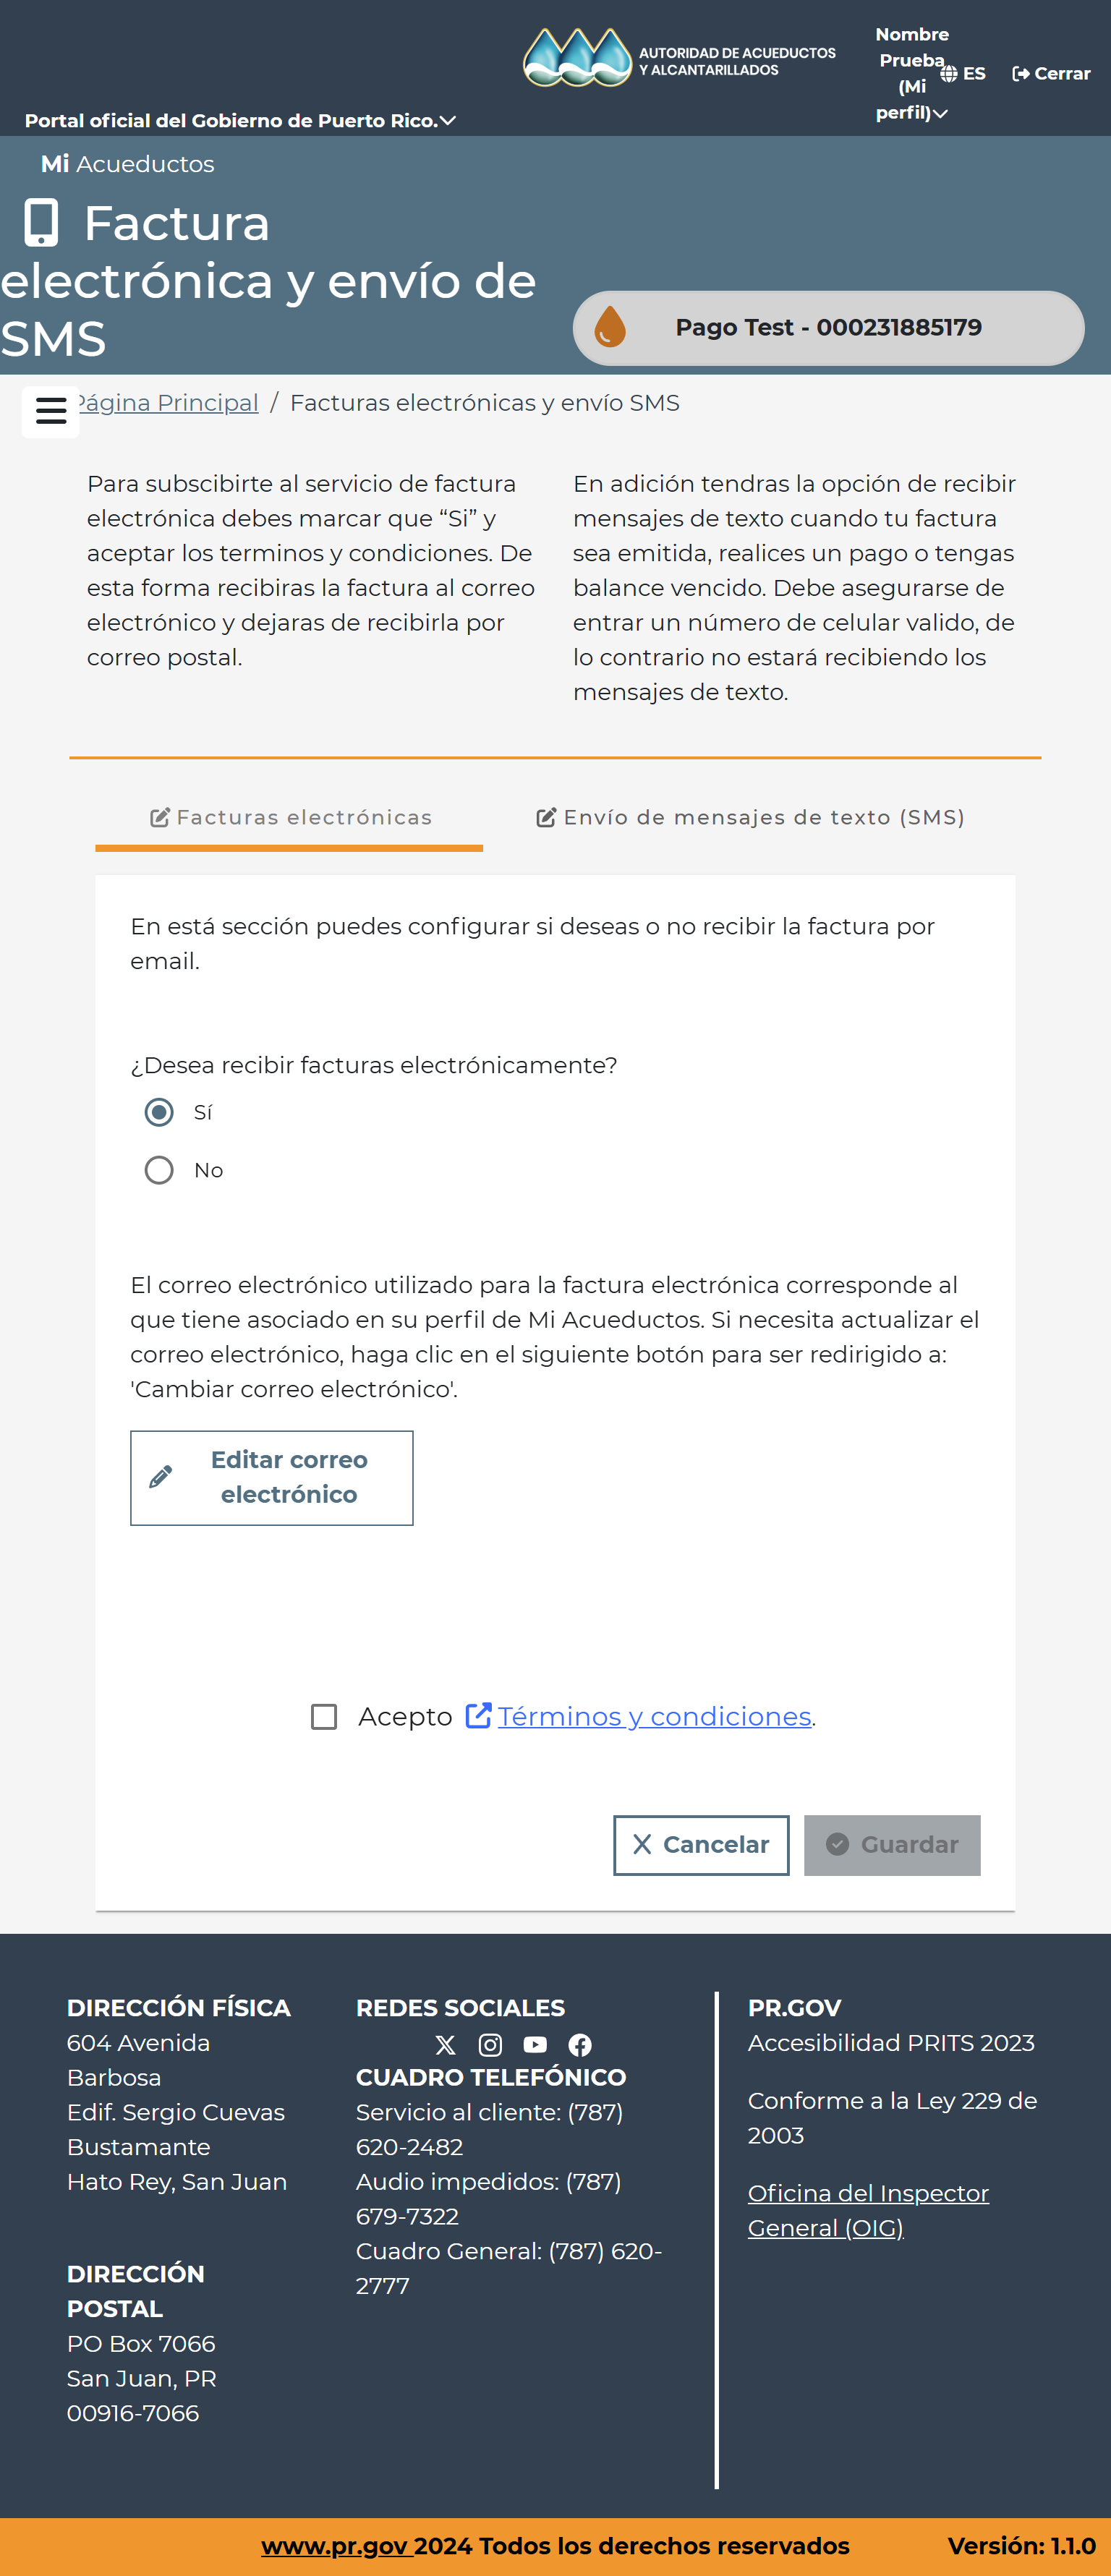 AUTORIDAD DE ACUEDUCTOS
Y ALCANTARILLADOS
Nombre
Prueba
(Mi
perfil)
ES
Cerrar
Portal oficial del Gobierno de Puerto Rico.
Mi Acueductos
Factura
electrónica y envío de
SMS
Pago Test - 000231885179
Página Principal / Facturas electrónicas y envío SMS
Para subscibirte al servicio de factura
electrónica debes marcar que “Si” y
aceptar los terminos y condiciones. De
esta forma recibiras la factura al correo
electrónico y dejaras de recibirla por
correo postal.
En adición tendras la opción de recibir
mensajes de texto cuando tu factura
sea emitida, realices un pago o tengas
balance vencido. Debe asegurarse de
entrar un número de celular valido, de
lo contrario no estará recibiendo los
mensajes de texto.
Facturas electrónicas
Envío de mensajes de texto (SMS)
En está sección puedes configurar si deseas o no recibir la factura por
email.
¿Desea recibir facturas electrónicamente?
Sí
No
El correo electrónico utilizado para la factura electrónica corresponde al
que tiene asociado en su perfil de Mi Acueductos. Si necesita actualizar el
correo electrónico, haga clic en el siguiente botón para ser redirigido a:
'Cambiar correo electrónico'.
Editar correo
electrónico
Acepto Términos y condiciones.
Cancelar
Guardar
DIRECCIÓN FÍSICA
604 Avenida
Barbosa
Edif. Sergio Cuevas
Bustamante
Hato Rey, San Juan
DIRECCIÓN
POSTAL
PO Box 7066
San Juan, PR
00916-7066
REDES SOCIALES
CUADRO TELEFÓNICO
Servicio al cliente: (787)
620-2482
Audio impedidos: (787)
679-7322
Cuadro General: (787) 620-
2777
PR.GOV
Accesibilidad PRITS 2023
Conforme a la Ley 229 de
2003
Oficina del Inspector
General (OIG)
www.pr.gov 2024 Todos los derechos reservados
Versión: 1.1.0